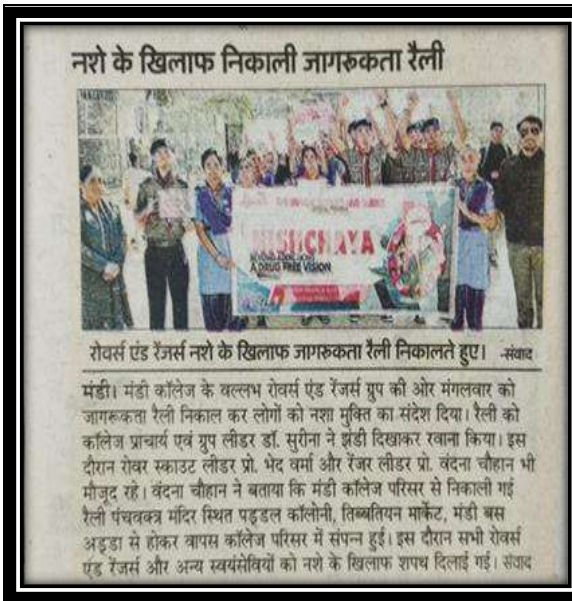 नशे के खिलाफ निकाली जागरूकता रैली
NISHCHAYA
BEYOND ADDICTIONS
A DRUG FREE VISION
रोवर्स एंड रेंजर्स नशे के खिलाफ जागरूकता रैली निकालते हुए। -संवाद
मंडी। मंडी कॉलेज के वल्लभ रोवर्स एंड रेंजर्स ग्रुप की ओर मंगलवार को
जागरूकता रैली निकाल कर लोगों को नशा मुक्ति का संदेश दिया। रैली को
कॉलेज प्राचार्य एवं ग्रुप लीडर डॉ. सुरीना ने झंडी दिखाकर रवाना किया। इस
दौरान रोवर स्काउट लीडर प्रो. भेद वर्मा और रेंजर लीडर प्रो. वंदना चौहान भी
मौजूद रहे। वंदना चौहान ने बताया कि मंडी कॉलेज परिसर से निकाली गई
रैली पंचवक्त्र मंदिर स्थित पड्डल कॉलोनी, तिब्बतियन मार्केट, मंडी बस
अड्डा से होकर वापस कॉलेज परिसर में संपन्न हुई। इस दौरान सभी रोवर्स
एंड रेंजर्स और अन्य स्वयंसेवियों को नशे के खिलाफ शपथ दिलाई गई। संवाद